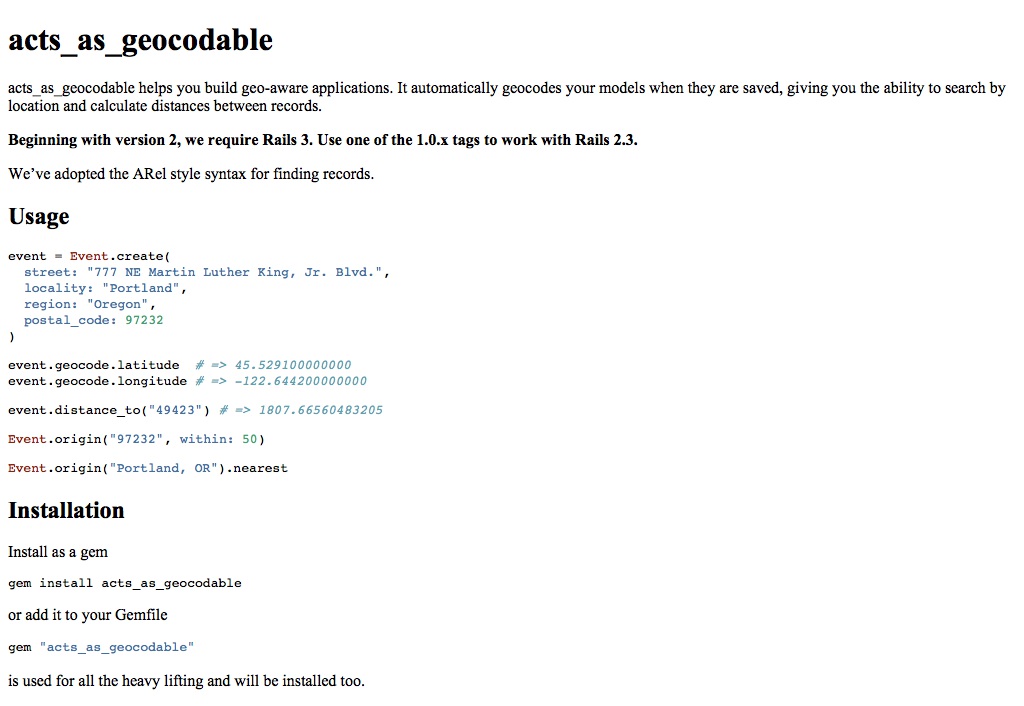 acts_as_geocodable
acts_as_geocodable helps you build geo-aware applications. It automatically geocodes your models when they are saved, giving you the ability to search by
location and calculate distances between records.
Beginning with version 2, we require Rails 3. Use one of the 1.0.x tags to work with Rails 2.3.
We’ve adopted the ARel style syntax for finding records.
Usage
event = Event.create(
  street: "777 NE Martin Luther King, Jr. Blvd.",
  locality: "Portland",
  region: "Oregon",
  postal_code: 97232
)
event.geocode.latitude  # => 45.529100000000
event.geocode.longitude # => -122.644200000000
event.distance_to("49423") # => 1807.66560483205
Event.origin("97232", within: 50)
Event.origin("Portland, OR").nearest
Installation
Install as a gem
gem install acts_as_geocodable
or add it to your Gemfile
gem "acts_as_geocodable"
is used for all the heavy lifting and will be installed too.